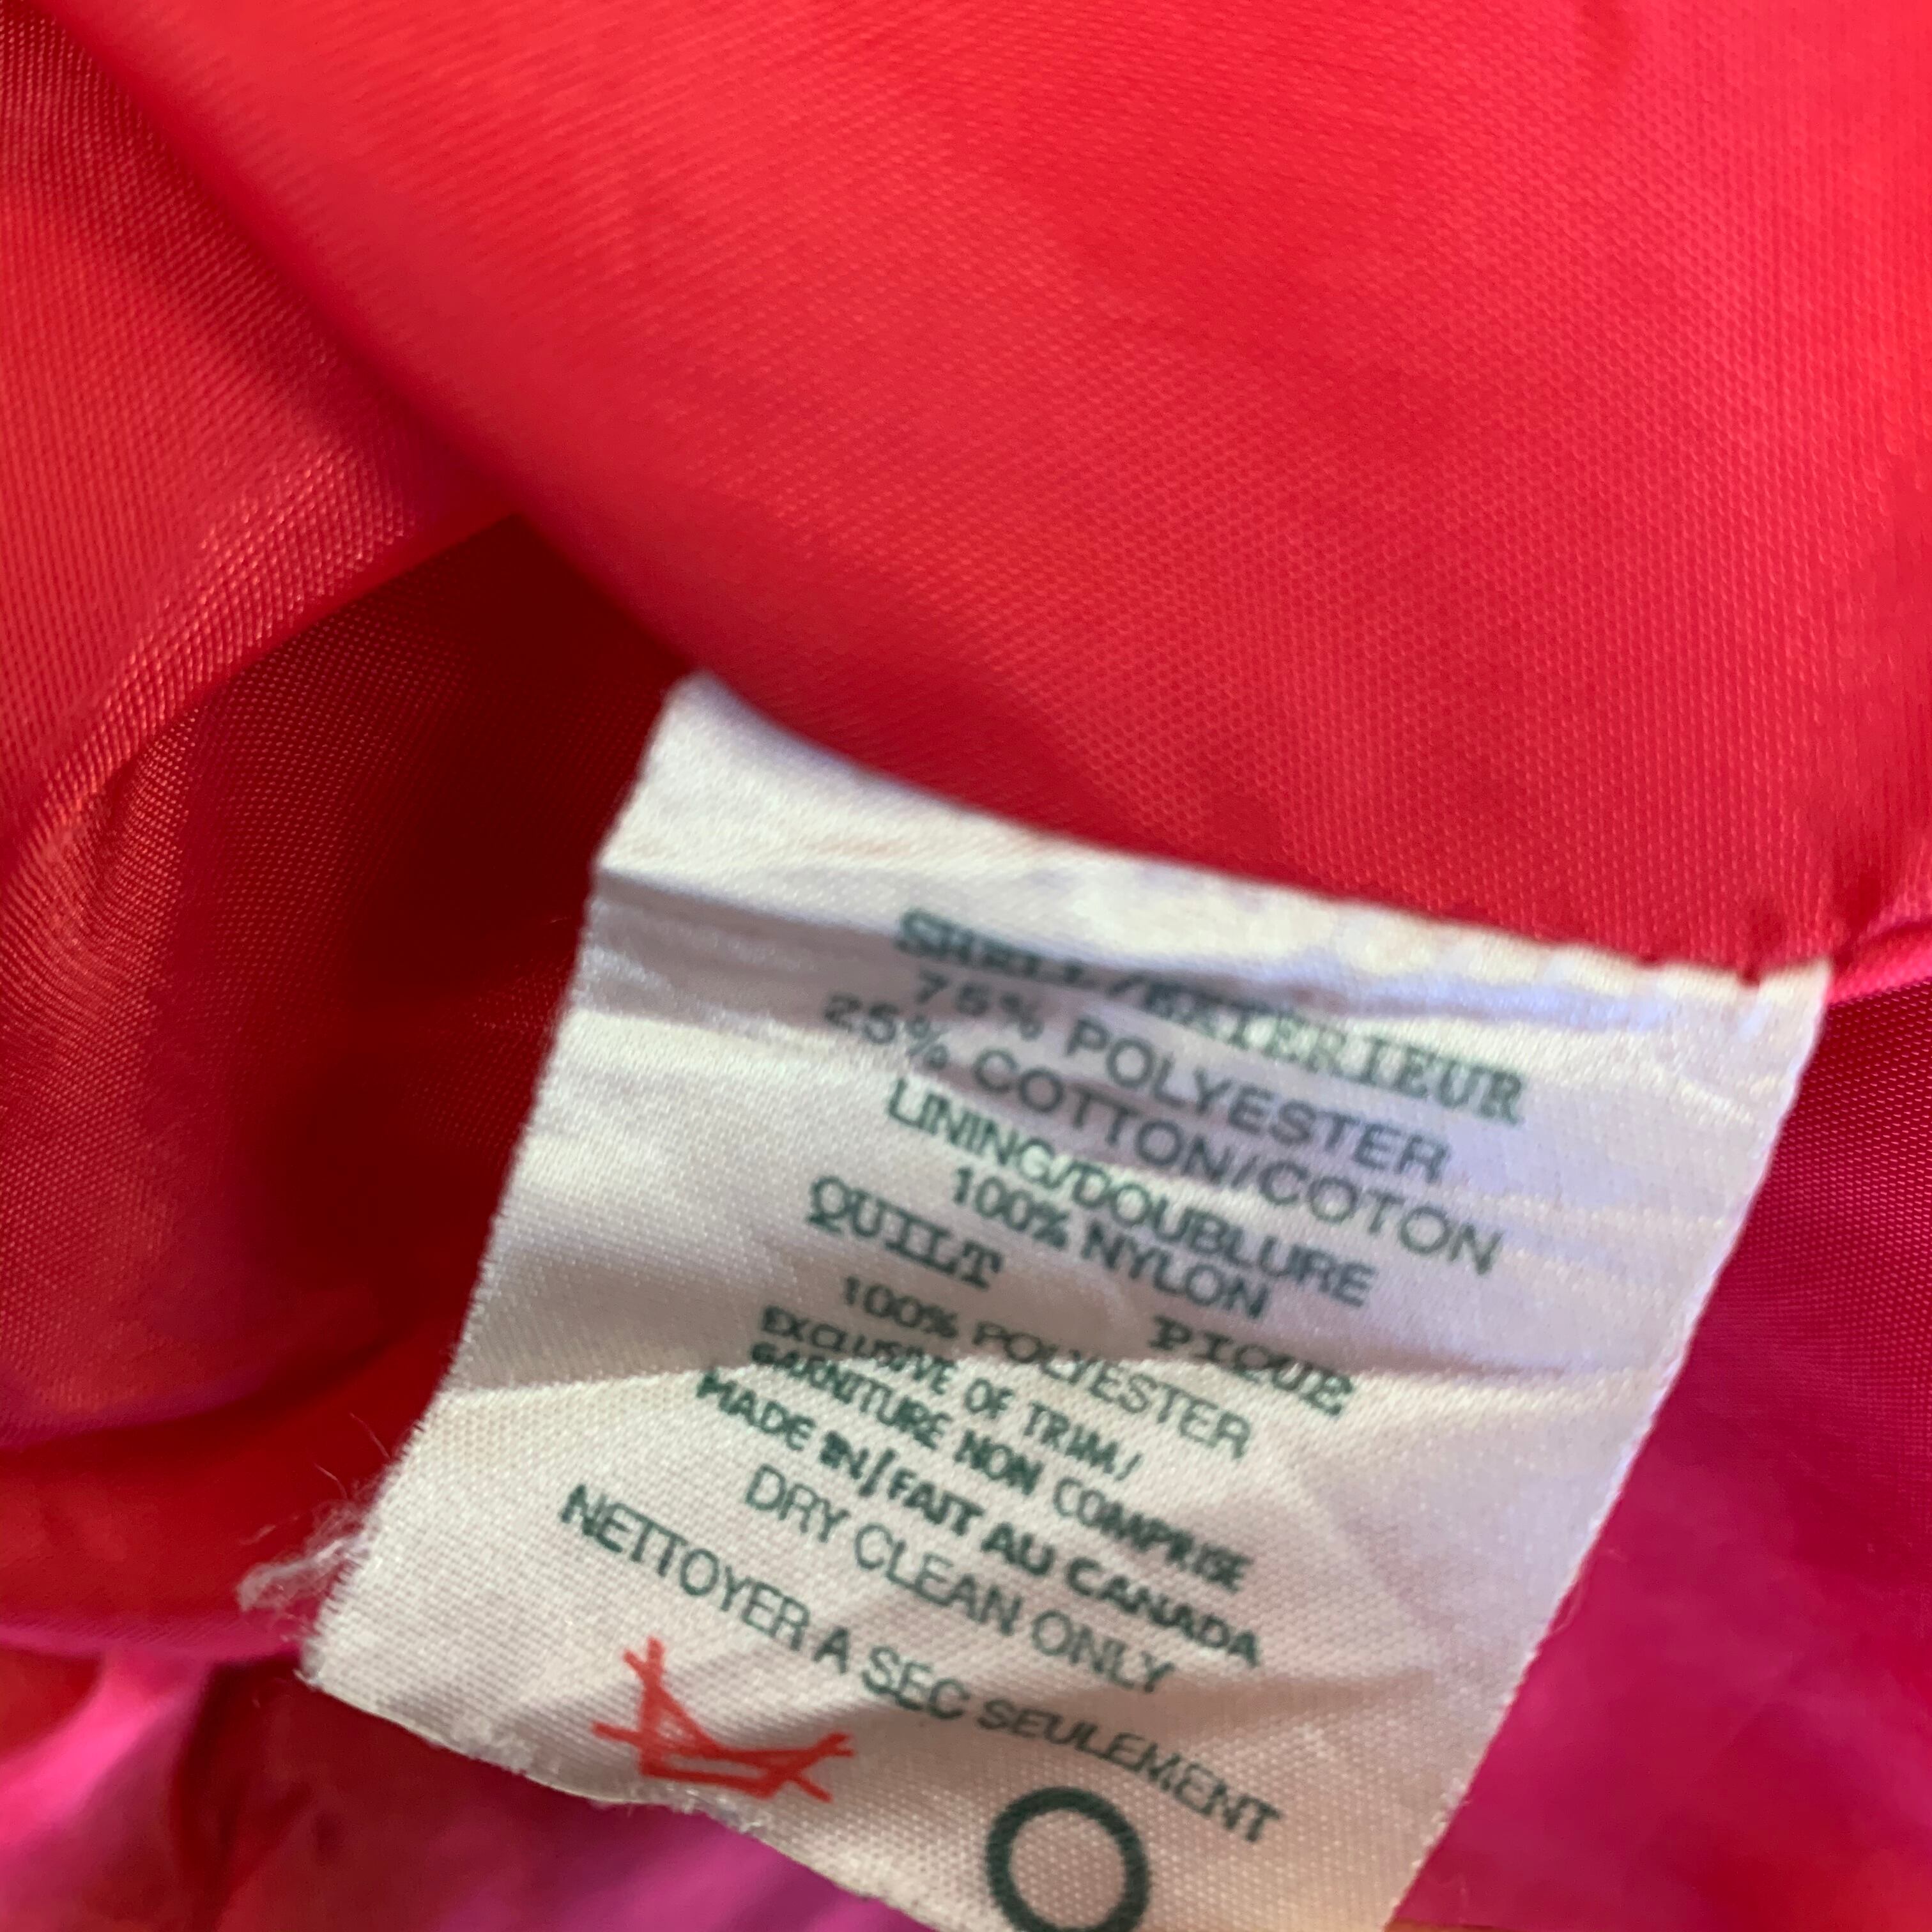 SHELL/EXTERIEUR
75% POLYESTER
25% COTTON/COTON
LINING/DOUBLURE
100% NYLON
QUILT PIQUE
100% POLYESTER
EXCLUSIVE OF TRIM/
GARNITURE NON COMPRISE
MADE IN/FAIT AU CANADA
DRY CLEAN ONLY
NETTOYER A SEC SEULEMENT